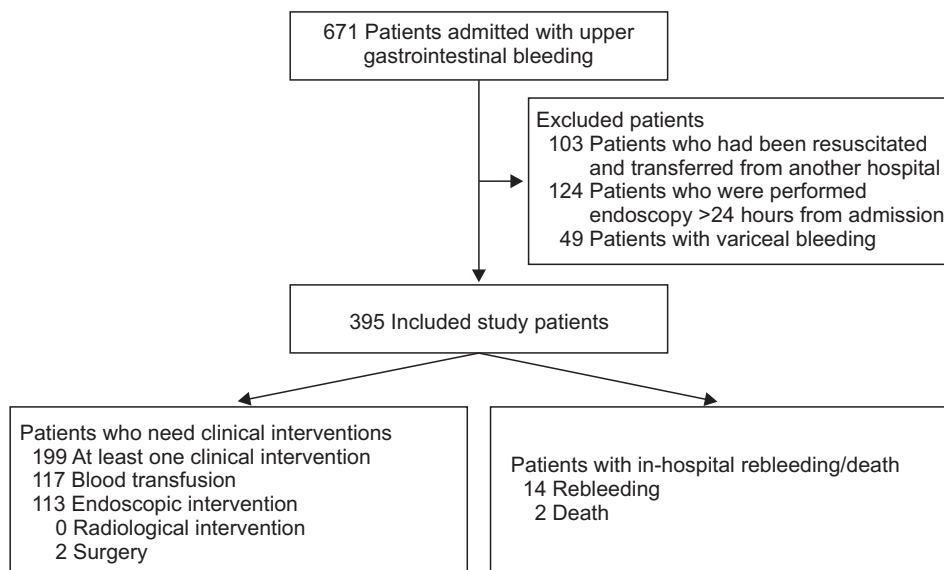 671 Patients admitted with upper
gastrointestinal bleeding
Excluded patients
103 Patients who had been resuscitated
and transferred from another hospital
124 Patients who were performed
endoscopy >24 hours from admission
49 Patients with variceal bleeding
395 Included study patients
Patients who need clinical interventions
199 At least one clinical intervention
117 Blood transfusion
113 Endoscopic intervention
0 Radiological intervention
2 Surgery
Patients with in-hospital rebleeding/death
14 Rebleeding
2 Death